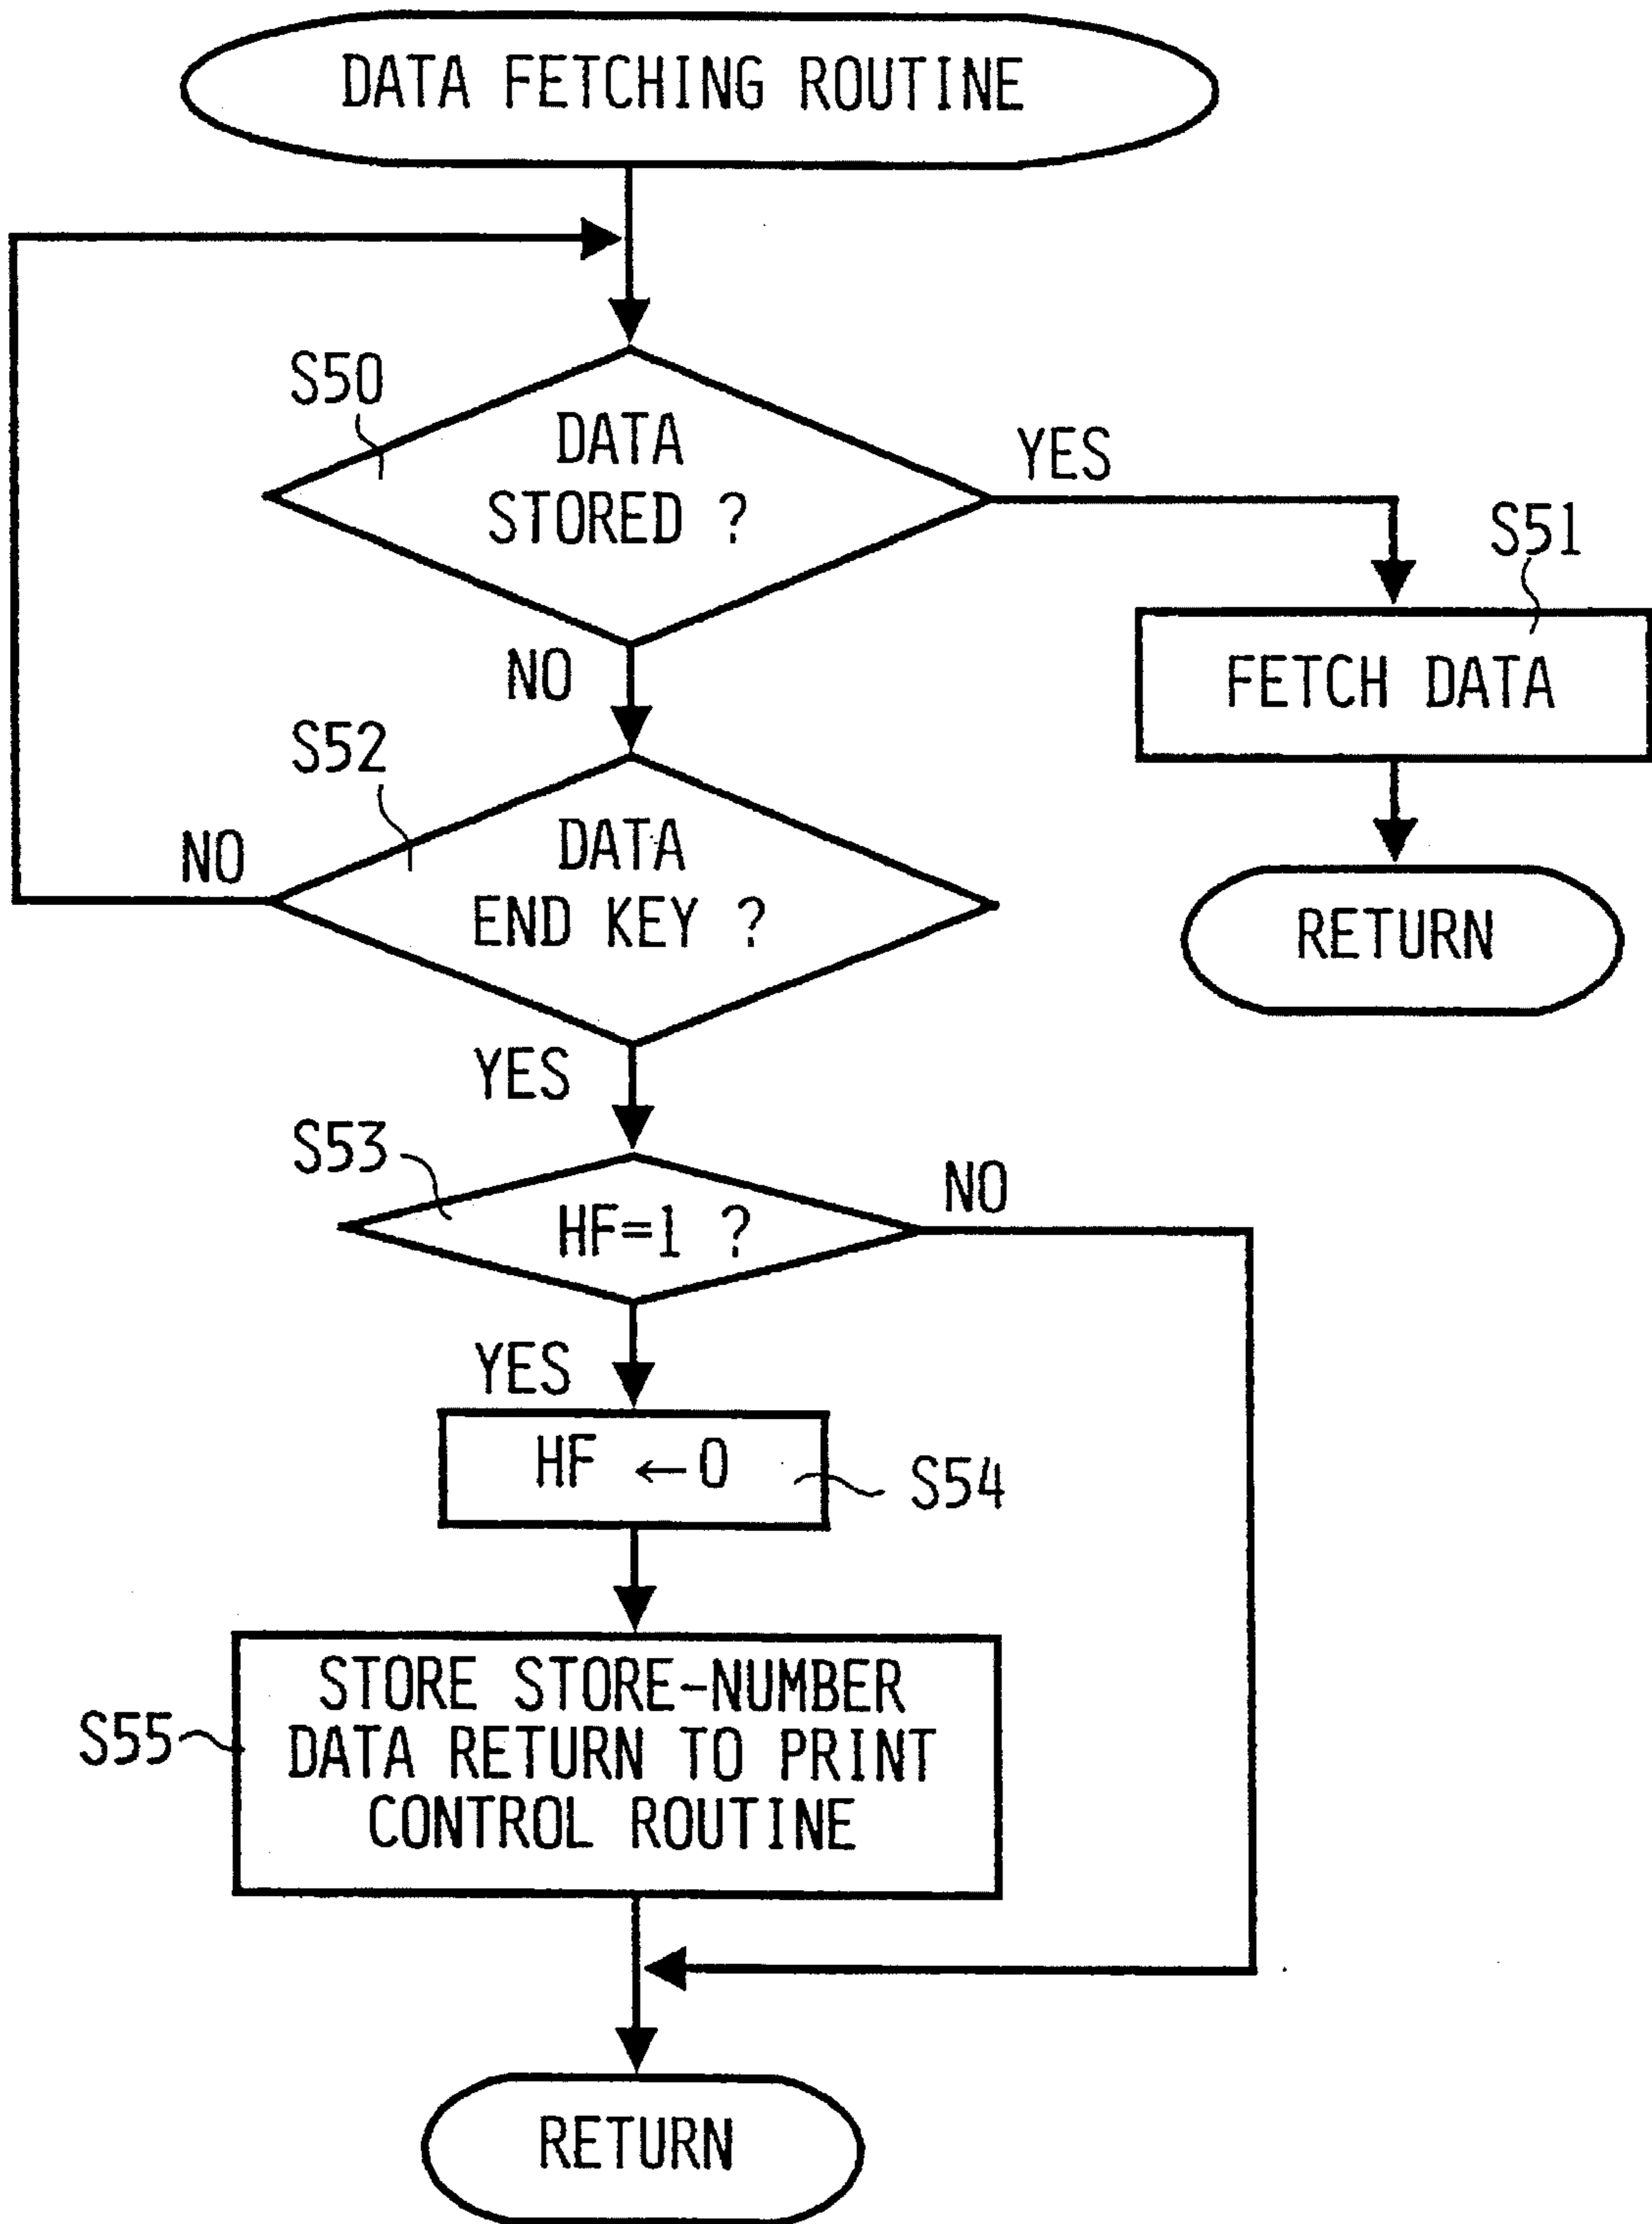 DATA FETCHING ROUTINE
S50
DATA
STORED ?
YES
S51
FETCH DATA
RETURN
NO
S52
DATA
END KEY ?
NO
YES
S53
HF=1 ?
NO
YES
HF ←0
S54
S55
STORE STORE-NUMBER
DATA RETURN TO PRINT
CONTROL ROUTINE
RETURN